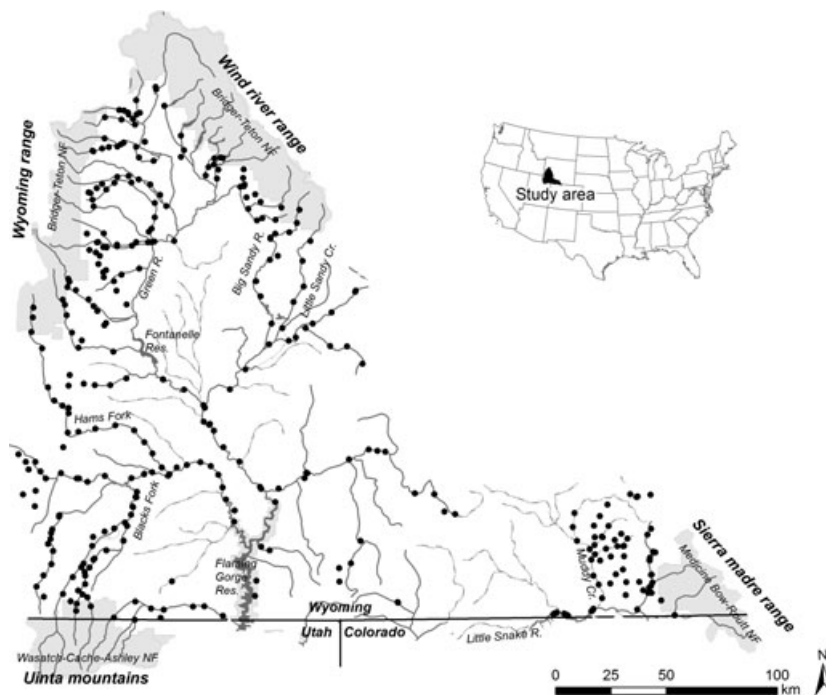 Wind river range
Bridger-Teton NF
Wyoming range
Bridger-Teton NF
Study area
Green R.
Big Sandy R.
Little Sandy Cr.
Fontanelle
Res.
Hams Fork
Blacks Fork
Flaming
Gorge
Res.
Muddy Cr.
Sierra madre range
Medicine Bow-Routt NF
Wyoming
Utah
Colorado
Little Snake R.
Wasatch-Cache-Ashley NF
Uinta mountains
N
0 25 50 100
km